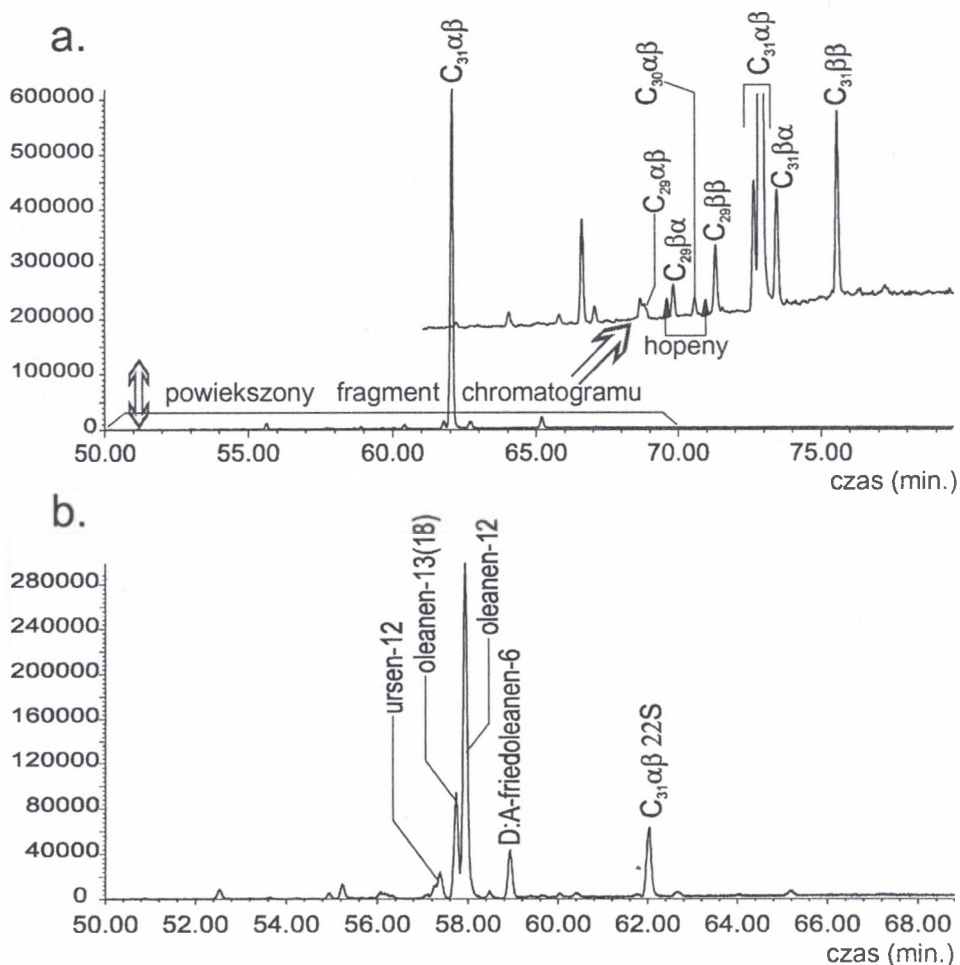 a.
C₃₁αβ
C₂₉αβ
C₂₉βα
C₃₀αβ
C₂₉ββ
C₃₁αβ
C₃₁βα
C₃₁ββ
hopeny
powiekszony fragment chromatogramu
600000
500000
400000
300000
200000
100000
0
50.00 55.00 60.00 65.00 70.00 75.00
czas (min.)
b.
ursen-12
oleanen-13(18)
oleanen-12
D:A-friedoleanen-6
C₃₁αβ 22S
280000
240000
200000
160000
120000
80000
40000
0
50.00 52.00 54.00 56.00 58.00 60.00 62.00 64.00 66.00 68.00
czas (min.)